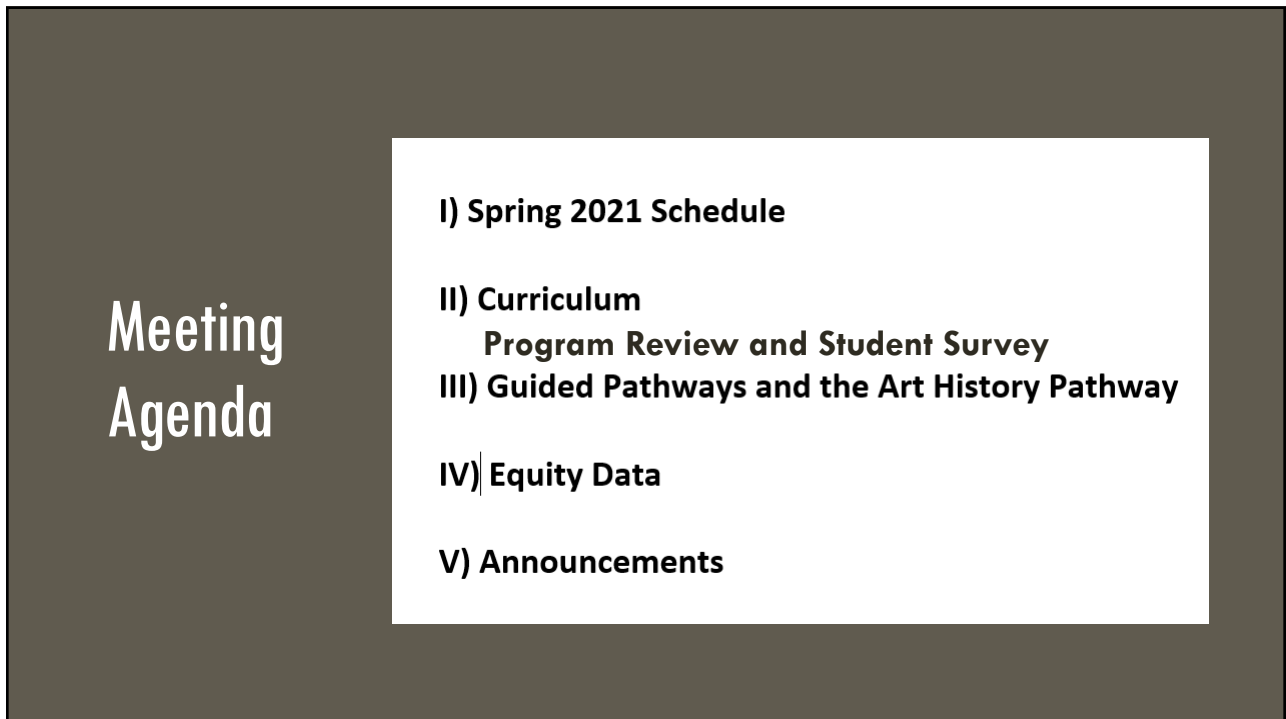 Meeting
Agenda
I) Spring 2021 Schedule
II) Curriculum
Program Review and Student Survey
III) Guided Pathways and the Art History Pathway
IV) Equity Data
V) Announcements